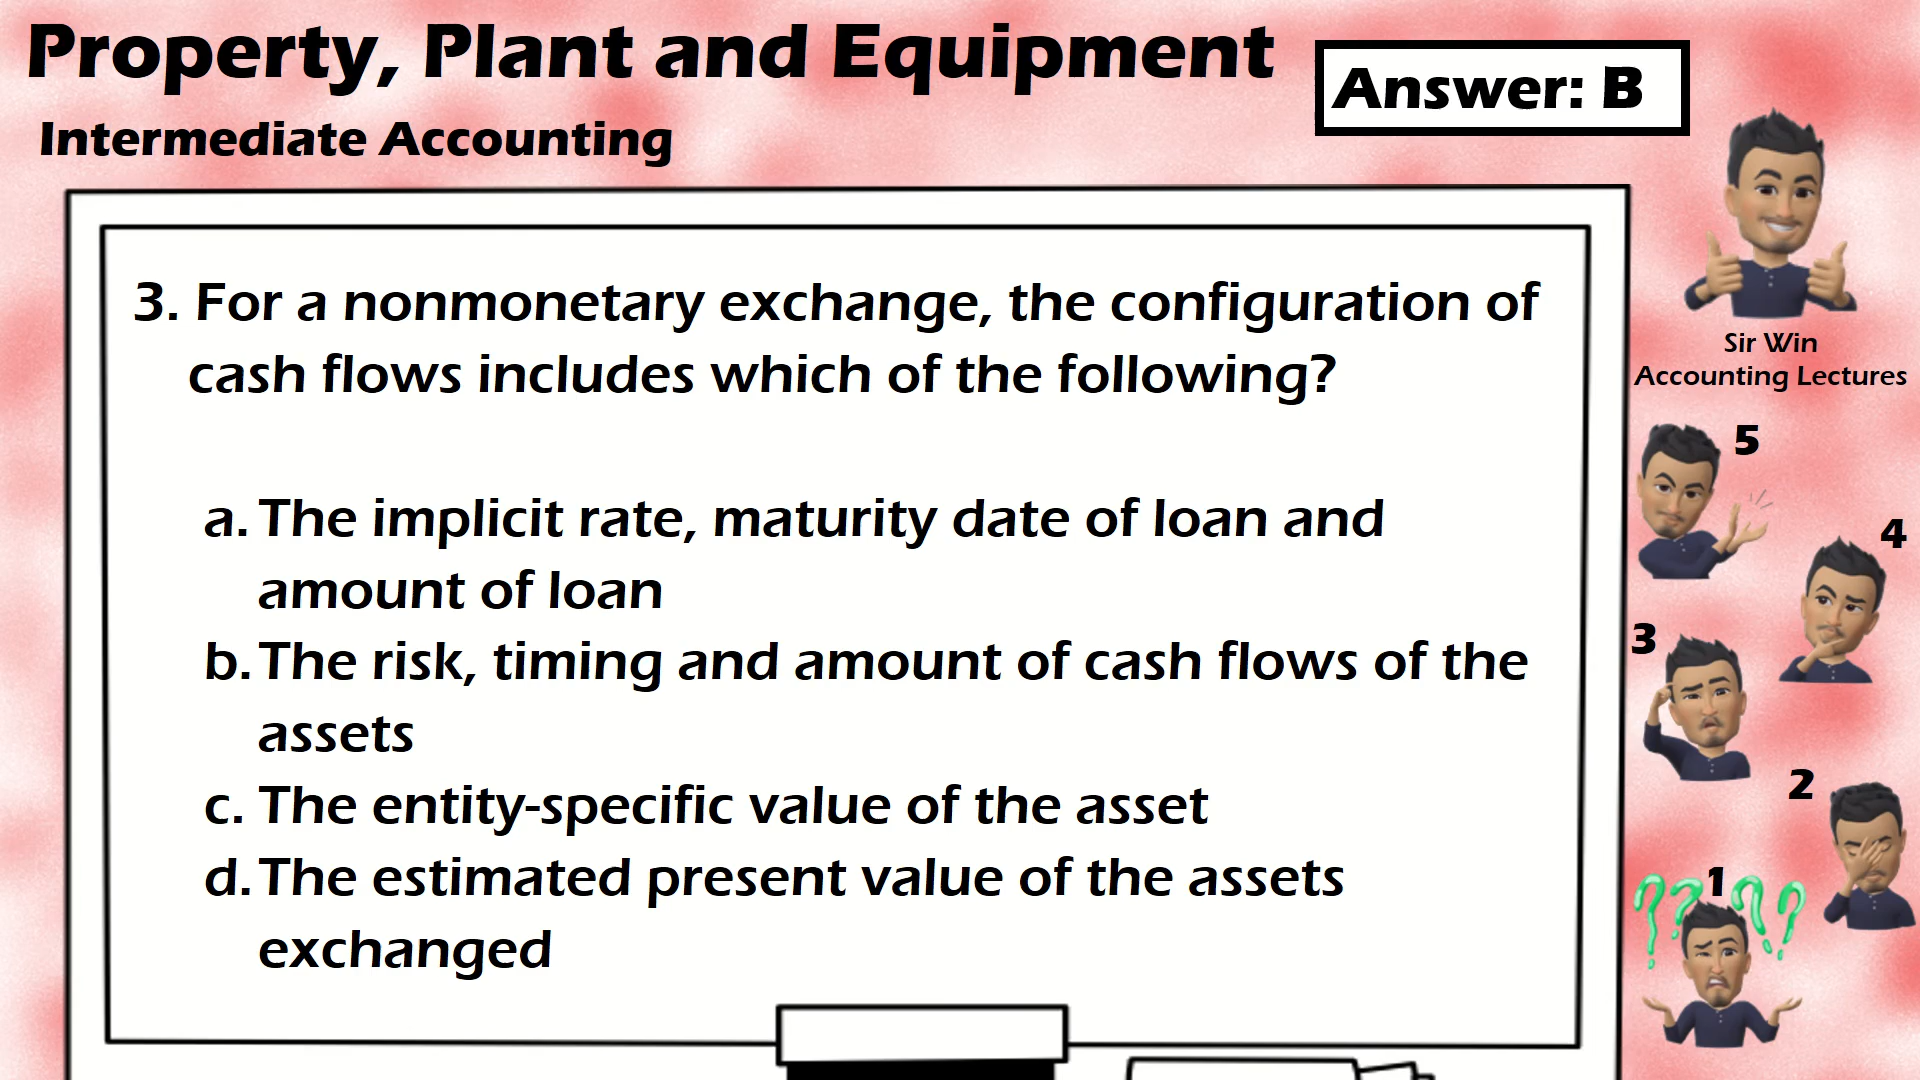 Property, Plant and Equipment
Answer: B
Intermediate Accounting
3. For a nonmonetary exchange, the configuration of
cash flows includes which of the following?
a. The implicit rate, maturity date of loan and
amount of loan
b. The risk, timing and amount of cash flows of the
assets
c. The entity-specific value of the asset
d. The estimated present value of the assets
exchanged
Sir Win
Accounting Lectures
5
4
3
2
1
????